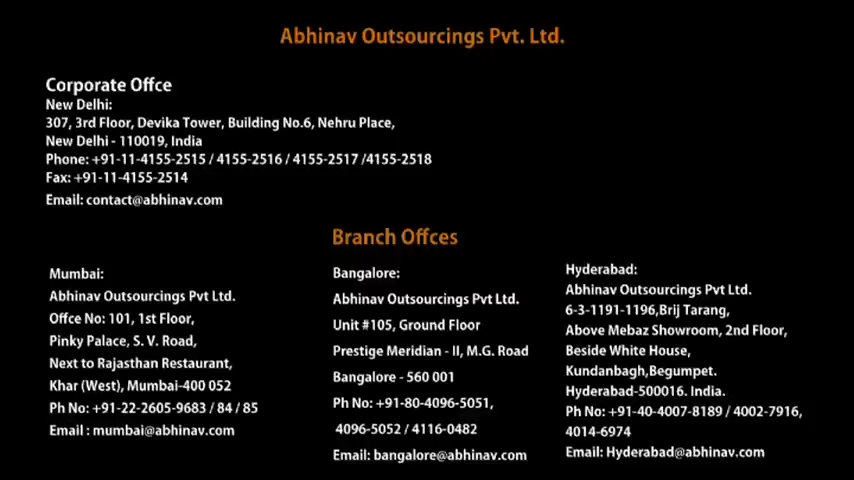 Abhinav Outsourcings Pvt. Ltd.
Corporate Offce
New Delhi:
307, 3rd Floor, Devika Tower, Building No.6, Nehru Place,
New Delhi - 110019, India
Phone: +91-11-4155-2515 / 4155-2516 / 4155-2517 /4155-2518
Fax: +91-11-4155-2514
Email: contact@abhinav.com
Branch Offces
Mumbai:
Abhinav Outsourcings Pvt Ltd.
Offce No: 101, 1st Floor,
Pinky Palace, S. V. Road,
Next to Rajasthan Restaurant,
Khar (West), Mumbai-400 052
Ph No: +91-22-2605-9683 / 84 / 85
Email : mumbai@abhinav.com
Bangalore:
Abhinav Outsourcings Pvt Ltd.
Unit #105, Ground Floor
Prestige Meridian - II, M.G. Road
Bangalore - 560 001
Ph No: +91-80-4096-5051,
4096-5052 / 4116-0482
Email: bangalore@abhinav.com
Hyderabad:
Abhinav Outsourcings Pvt Ltd.
6-3-1191-1196,Brij Tarang,
Above Mebaz Showroom, 2nd Floor,
Beside White House,
Kundanbagh,Begumpet.
Hyderabad-500016. India.
Ph No: +91-40-4007-8189 / 4002-7916,
4014-6974
Email: Hyderabad@abhinav.com